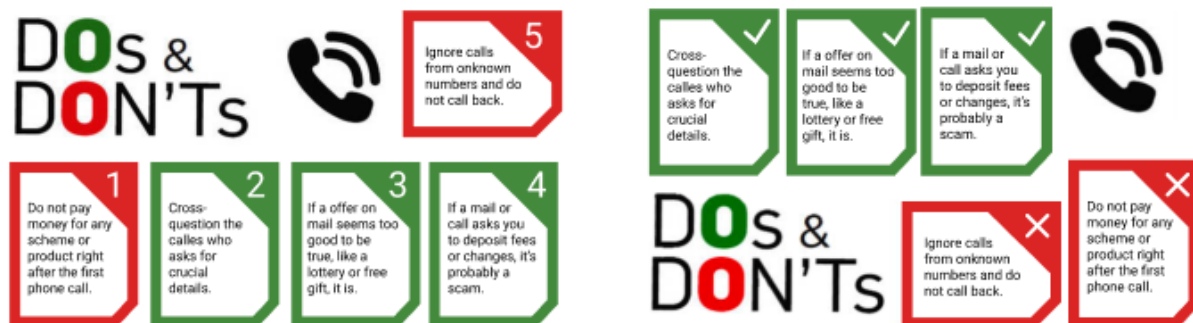 DOs &
DON'Ts
5
Ignore calls
from onknown
numbers and do
not call back.
1
Do not pay
money for any
scheme or
product right
after the first
phone call.
2
Cross-
question the
calles who
asks for
crucial
details.
3
If a offer on
mail seems too
good to be
true, like a
lottery or free
gift, it is.
4
If a mail or
call asks you
to deposit fees
or changes, it's
probably a
scam.
Cross-
question the
calles who
asks for
crucial
details.
If a offer on
mail seems too
good to be
true, like a
lottery or free
gift, it is.
If a mail or
call asks you
to deposit fees
or changes, it's
probably a
scam.
DOs &
DON'Ts
Ignore calls
from onknown
numbers and do
not call back.
Do not pay
money for any
scheme or
product right
after the first
phone call.